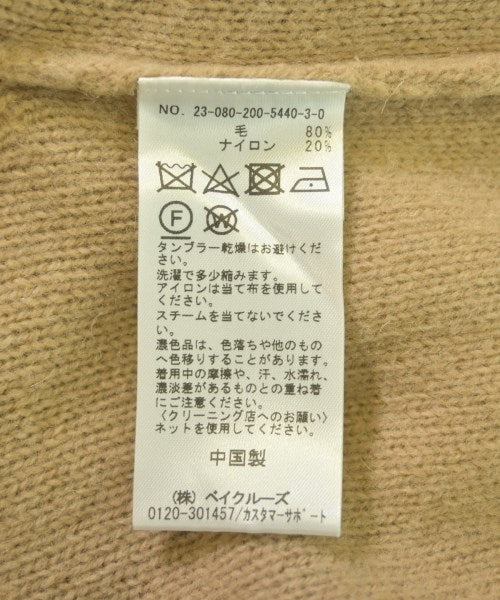 NO. 23-080-200-5440-3-0
毛 80%
ナイロン 20%
F W
タンブラー乾燥はお避けくだ
さい。
洗濯で多少縮みます。
アイロンは当て布を使用して
ください。
スチームを当てないでくださ
い。
濃色品は、色落ちや他のもの
へ色移りすることがあります。
着用中の摩擦や、汗、水濡れ、
濃淡差があるものとの重ね着
にご注意ください。
〈クリーニング店へのお願い〉
ネットを使用してください。
中国製
(株) ベイクルーズ
0120-301457/カスタマーサポート